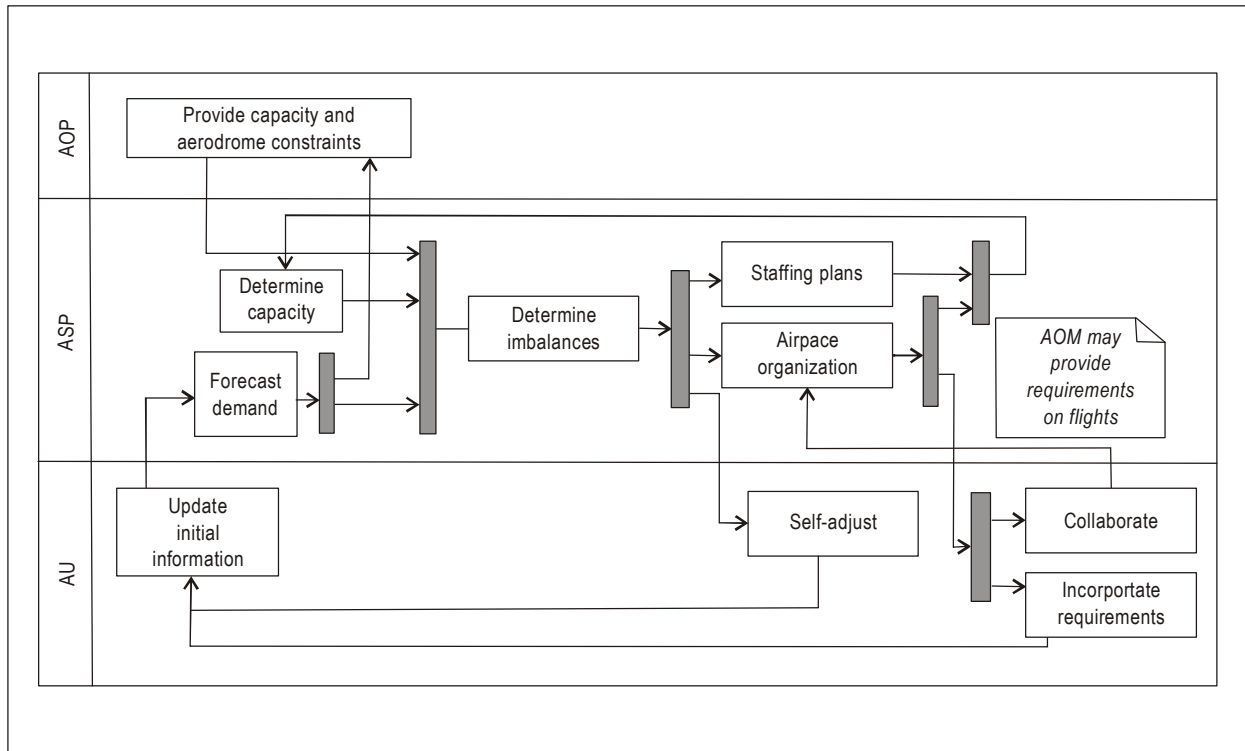 AOP
Provide capacity and
aerodrome constraints
ASP
Determine
capacity
Forecast
demand
Determine
imbalances
Staffing plans
Airpace
organization
AOM may
provide
requirements
on flights
AU
Update
initial
information
Self-adjust
Collaborate
Incorportate
requirements